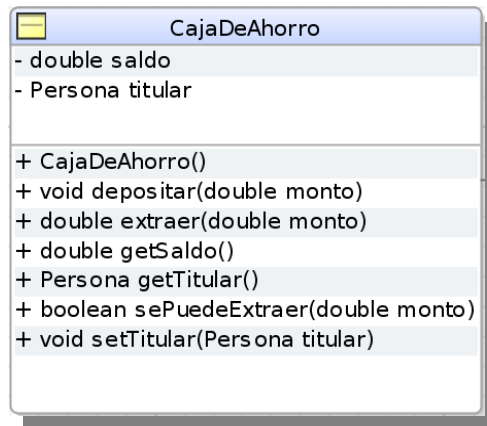 CajaDeAhorro
- double saldo
- Persona titular
+ CajaDeAhorro()
+ void depositar(double monto)
+ double extraer(double monto)
+ double getSaldo()
+ Persona getTitular()
+ boolean sePuedeExtraer(double monto)
+ void setTitular(Persona titular)